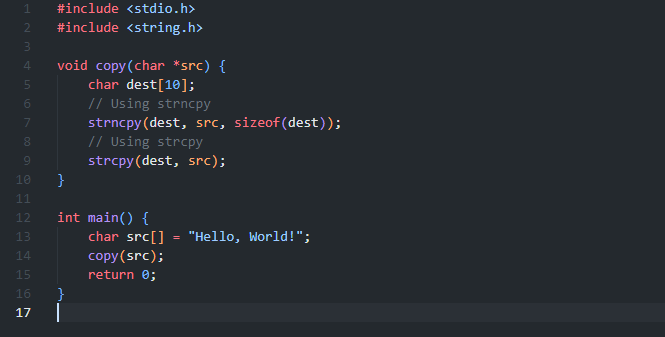 1 #include <stdio.h>
2 #include <string.h>
3
4 void copy(char *src) {
5     char dest[10];
6     // Using strncpy
7     strncpy(dest, src, sizeof(dest));
8     // Using strcpy
9     strcpy(dest, src);
10 }
11
12 int main() {
13     char src[] = "Hello, World!";
14     copy(src);
15     return 0;
16 }
17